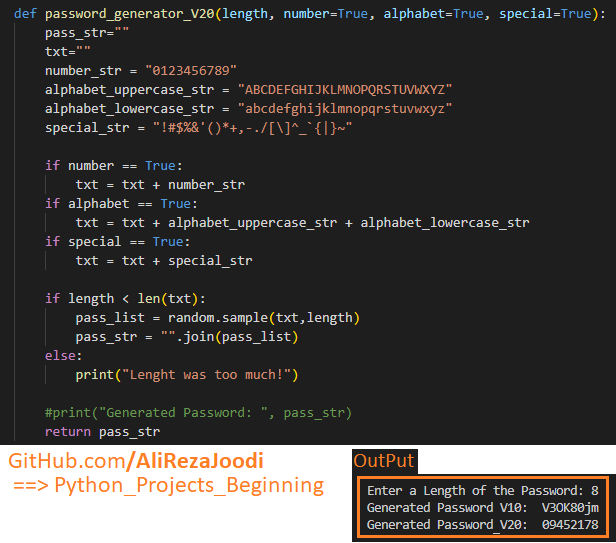 def password_generator_V20(length, number=True, alphabet=True, special=True):
pass_str=""
txt=""
number_str = "0123456789"
alphabet_uppercase_str = "ABCDEFGHIJKLMNOPQRSTUVWXYZ"
alphabet_lowercase_str = "abcdefghijklmnopqrstuvwxyz"
special_str = "!#$%&'()*+,-./[\]^_`{|}~"
if number == True:
txt = txt + number_str
if alphabet == True:
txt = txt + alphabet_uppercase_str + alphabet_lowercase_str
if special == True:
txt = txt + special_str
if length < len(txt):
pass_list = random.sample(txt,length)
pass_str = "".join(pass_list)
else:
print("Lenght was too much!")
#print("Generated Password: ", pass_str)
return pass_str
GitHub.com/AliRezaJoodi
==> Python_Projects_Beginning
OutPut
Enter a Length of the Password: 8
Generated Password V10:  V3OK80jm
Generated Password_V20:  09452178